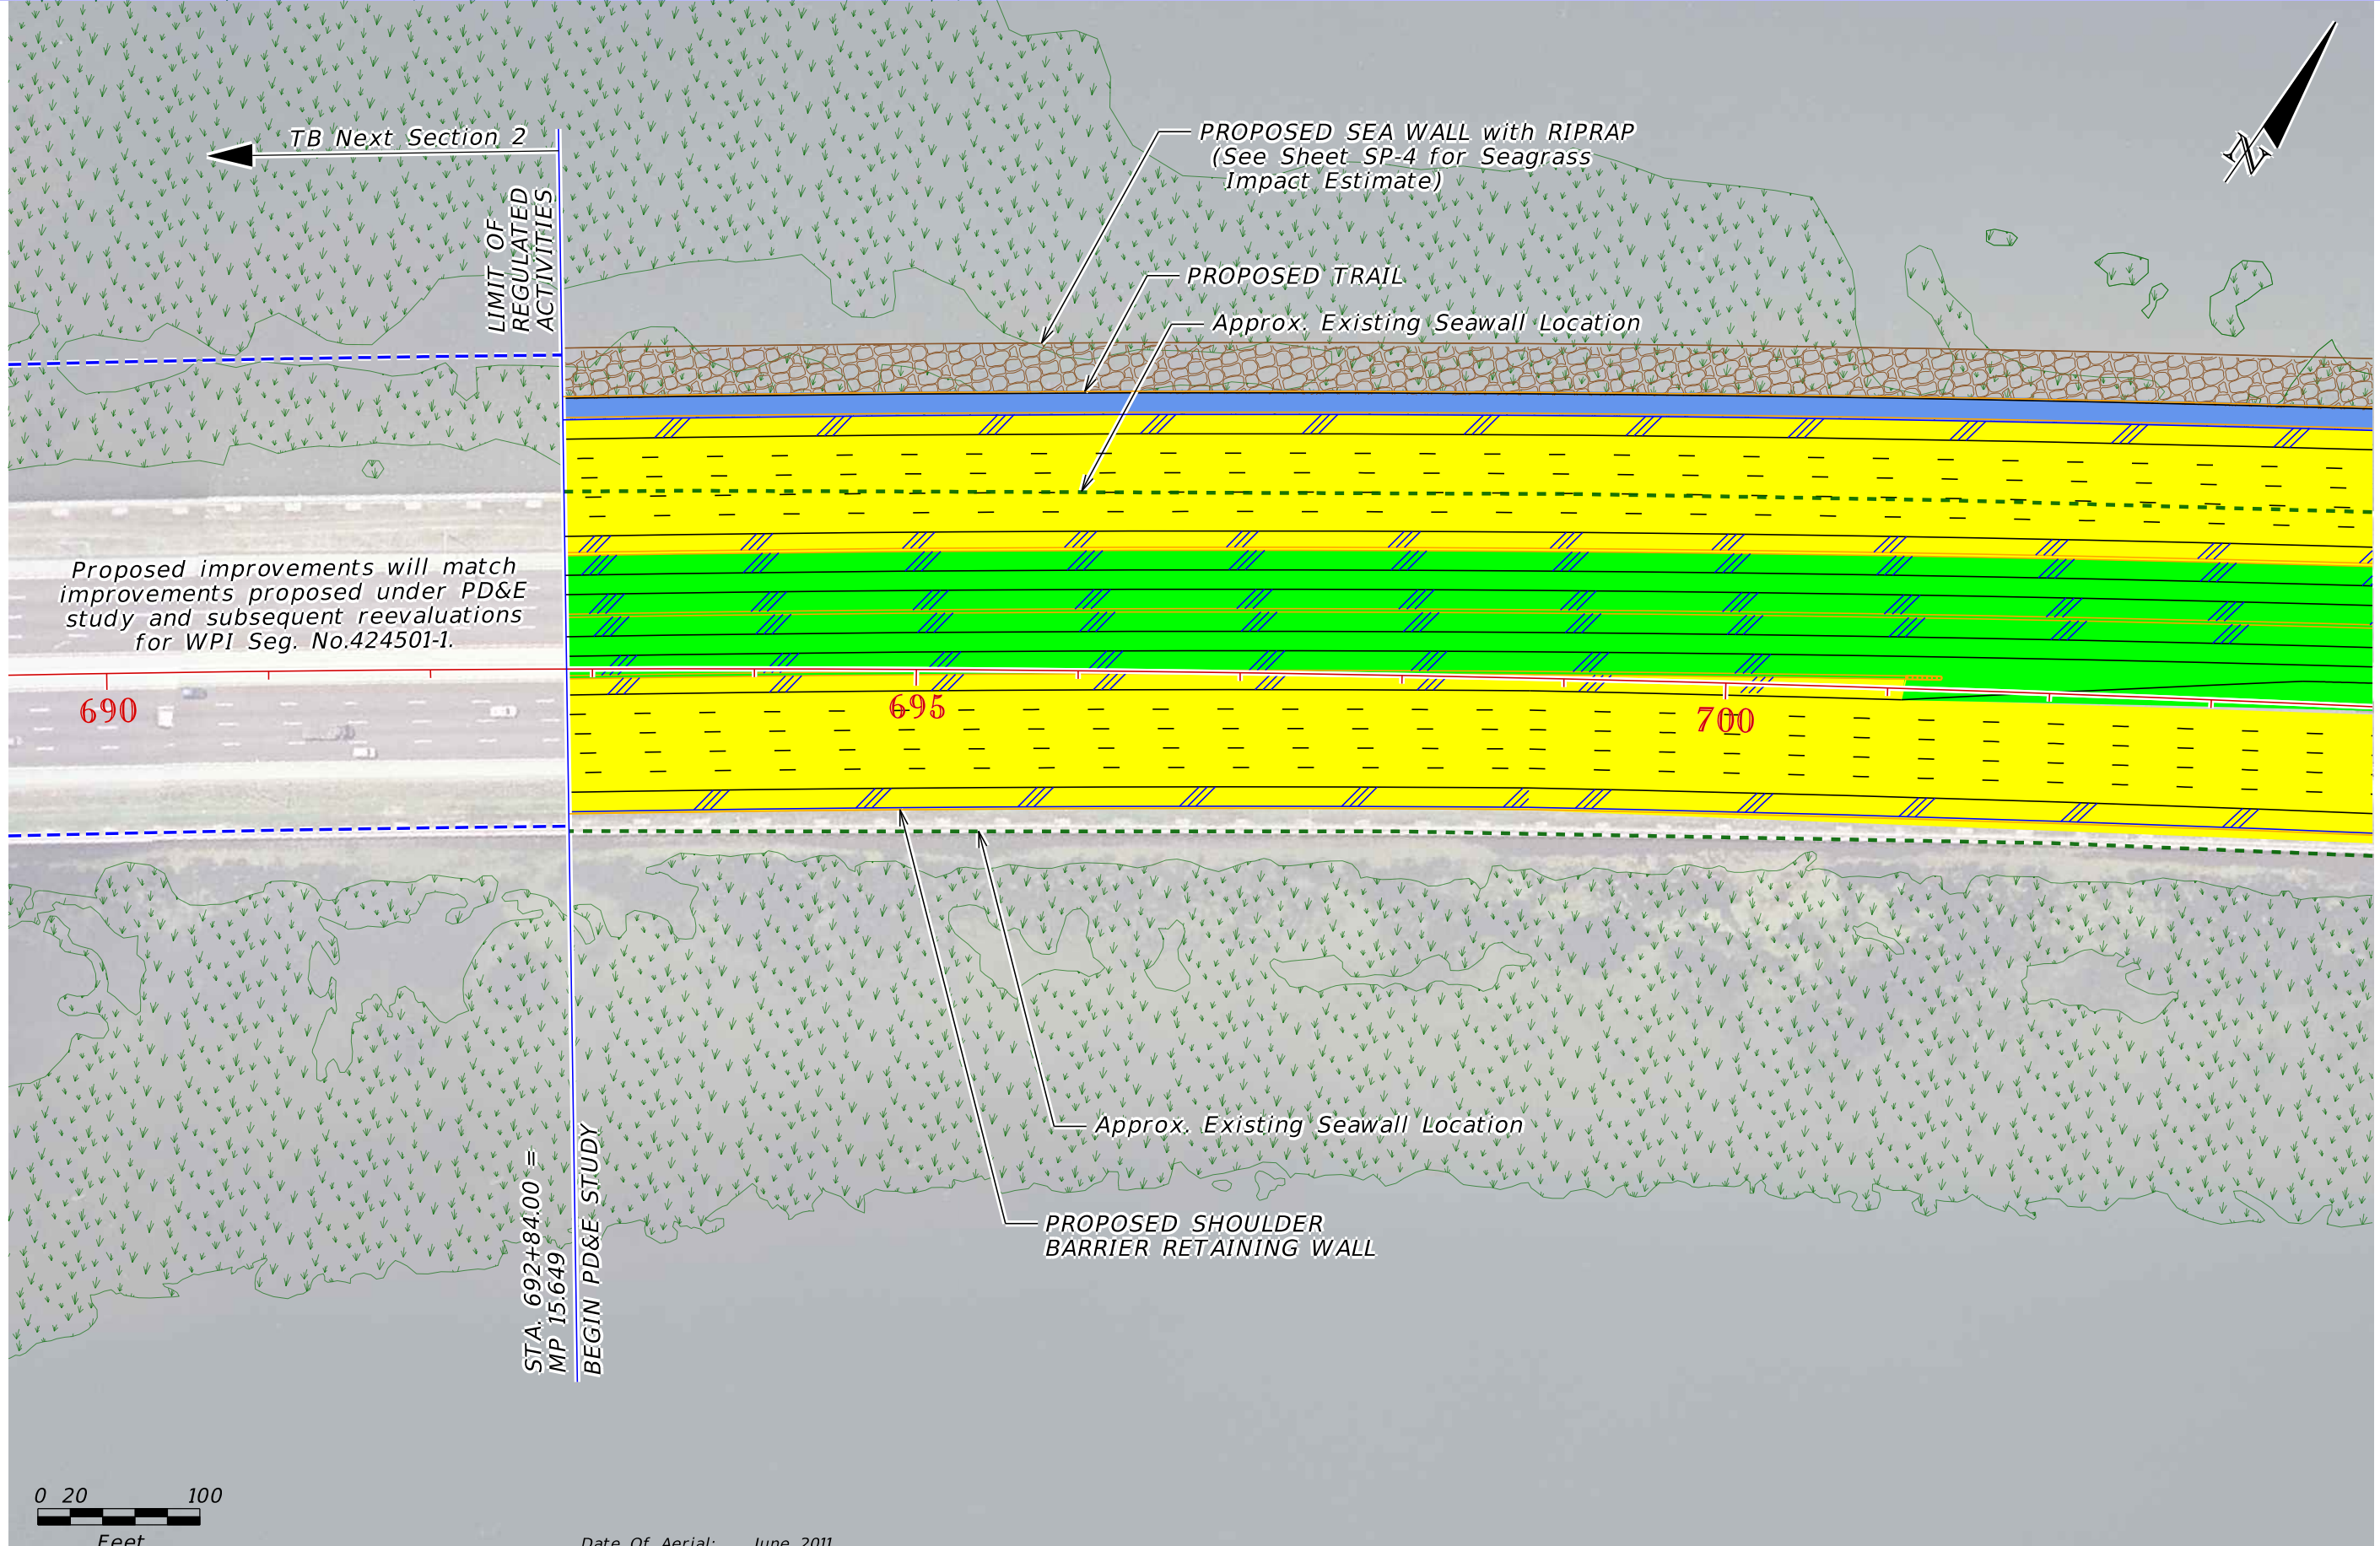 TB Next Section 2
LIMIT OF
REGULATED
ACTIVITIES
PROPOSED SEA WALL with RIPRAP
(See Sheet SP-4 for Seagrass
Impact Estimate)
N
PROPOSED TRAIL
Approx. Existing Seawall Location
Proposed improvements will match
improvements proposed under PD&E
study and subsequent reevaluations
for WPI Seg. No.424501-1.
690
695
700
Approx. Existing Seawall Location
PROPOSED SHOULDER
BARRIER RETAINING WALL
STA. 692+84.00 =
MP 15.649
BEGIN PD&E STUDY
0 20 100
Feet
Date Of Aerial: June 2011